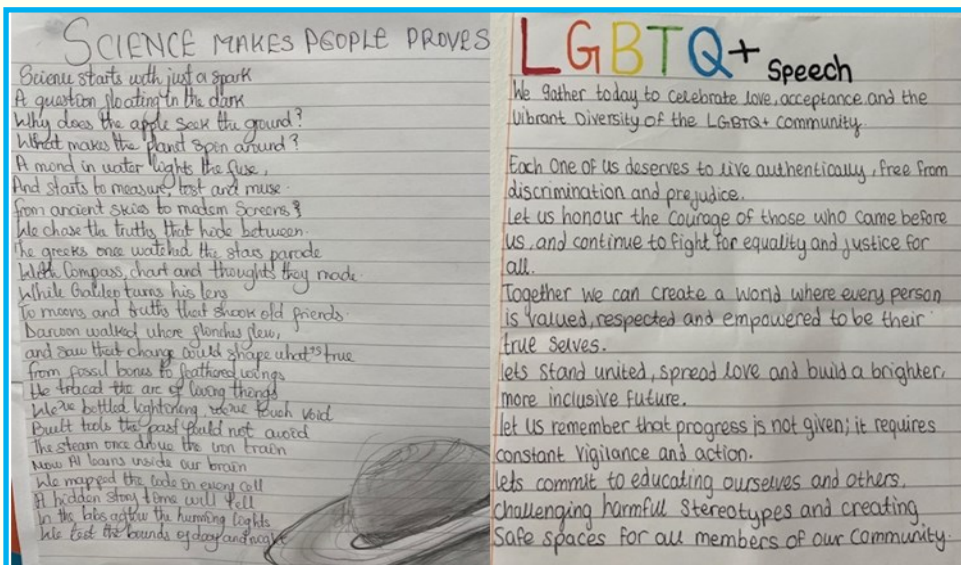 SCIENCE MAKES PEOPLE PROVES
Science starts with just a spark
A question floating in the dark
Why does the apple seek the ground?
What makes the planet spin around?
A mond in water lights the fuse,
And starts to measure, test and muse.
from ancient skies to modern Screens
We chase the truths that hide between.
The greeks once watched the stars parade
With Compass, chart and thoughts they made.
While Galileo turns his lens
To moons and truths that shook old friends.
Darwin walked where finches flew,
and saw that change could shape what's true
from fossil bones to feathered wings
He traced the arc of living things
We've bottled lightening, we've touch void
Built tools the past could not avoid
The steam once drove the iron train
Now AI learns inside our brain
We mapped the code in every cell
A hidden story time will tell
In the labs aglow the humming lights
We test the bounds of day and night
LGBTQ+ Speech
We gather today to celebrate love, acceptance and the
vibrant Diversity of the LGBTQ+ community.
Each one of us deserves to live authentically, free from
discrimination and prejudice.
Let us honour the courage of those who came before
us, and continue to fight for equality and justice for
all.
Together we can create a world where every person
is valued, respected and empowered to be their
true selves.
lets stand united, spread love and build a brighter,
more inclusive future.
let us remember that progress is not given; it requires
constant vigilance and action.
lets commit to educating ourselves and others,
challenging harmful stereotypes and creating
safe spaces for all members of our community.